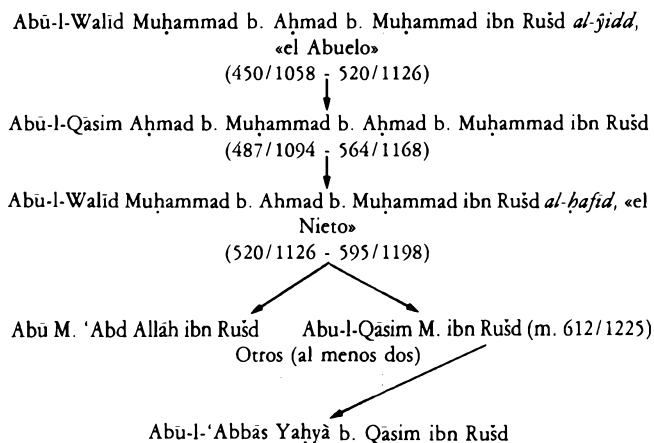 Abū-l-Walīd Muḥammad b. Aḥmad b. Muḥammad ibn Rušd al-ŷidd,
«el Abuelo»
(450/1058 - 520/1126)
Abū-l-Qāsim Aḥmad b. Muḥammad b. Aḥmad b. Muḥammad ibn Rušd
(487/1094 - 564/1168)
Abū-l-Walīd Muḥammad b. Aḥmad b. Muḥammad ibn Rušd al-ḥafīd, «el
Nieto»
(520/1126 - 595/1198)
Abū M. ‘Abd Allāh ibn Rušd Abu-l-Qāsim M. ibn Rušd (m. 612/1225)
Otros (al menos dos)
Abū-l-‘Abbās Yaḥyà b. Qāsim ibn Rušd